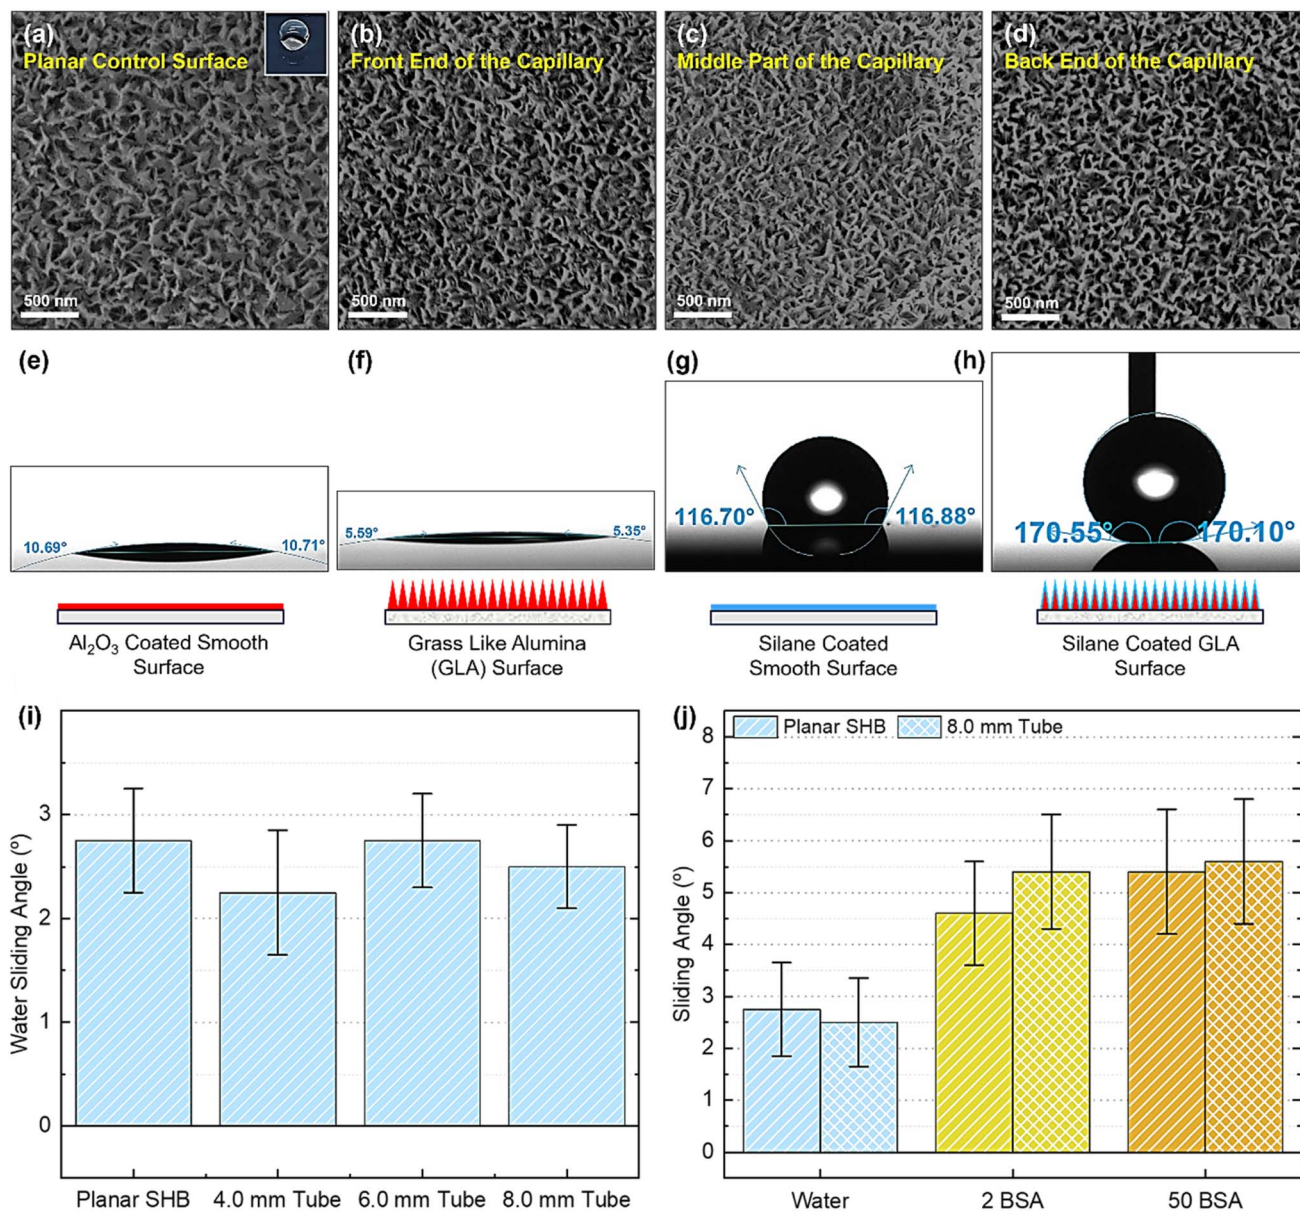 (a)
Planar Control Surface
500 nm
(b)
Front End of the Capillary
500 nm
(c)
Middle Part of the Capillary
500 nm
(d)
Back End of the Capillary
500 nm
(e)
10.69°
10.71°
Al₂O₃ Coated Smooth
Surface
(f)
5.59°
5.35°
Grass Like Alumina
(GLA) Surface
(g)
116.70°
116.88°
Silane Coated
Smooth Surface
(h)
170.55°
170.10°
Silane Coated GLA
Surface
(i)
Water Sliding Angle (º)
3
2
1
0
Planar SHB
4.0 mm Tube
6.0 mm Tube
8.0 mm Tube
(j)
Planar SHB
8.0 mm Tube
Sliding Angle (º)
8
7
6
5
4
3
2
1
0
Water
2 BSA
50 BSA